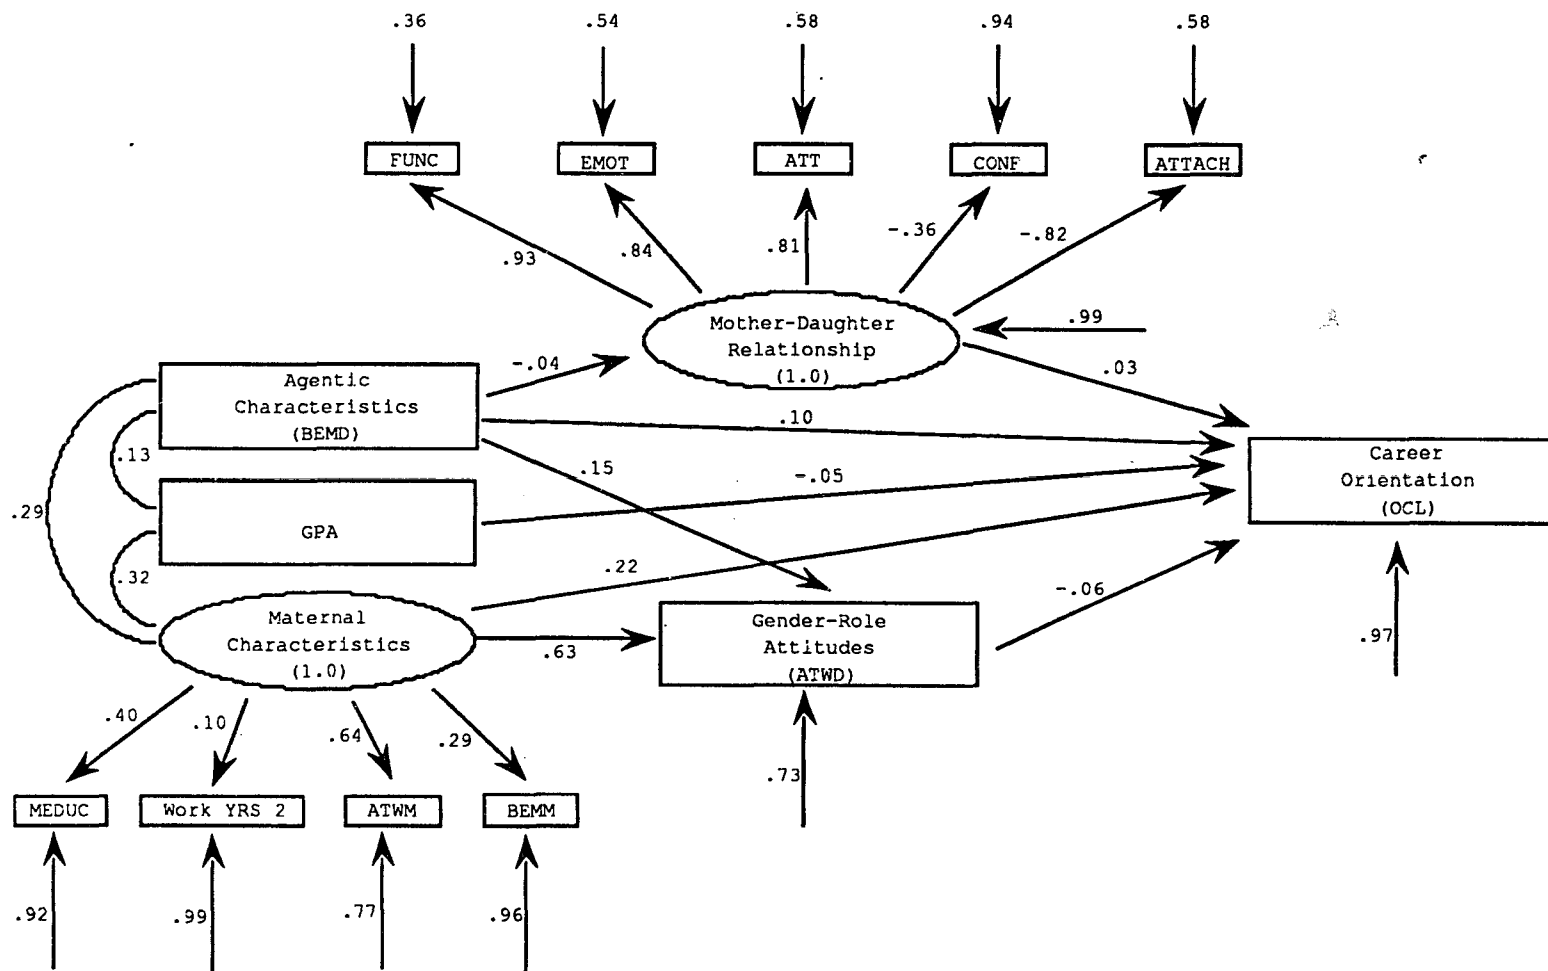 .36
.54
.58
.94
.58
FUNC
EMOT
ATT
CONF
ATTACH
.93
.84
.81
-.36
-.82
Mother-Daughter
Relationship
(1.0)
.99
-.04
.03
Agentic
Characteristics
(BEMD)
.10
.13
.15
-.05
Career
Orientation
(OCL)
.29
GPA
.32
.22
-.06
Maternal
Characteristics
(1.0)
.63
Gender-Role
Attitudes
(ATWD)
.97
.40
.10
.64
.29
.73
MEDUC
Work YRS 2
ATWM
BEMM
.92
.99
.77
.96